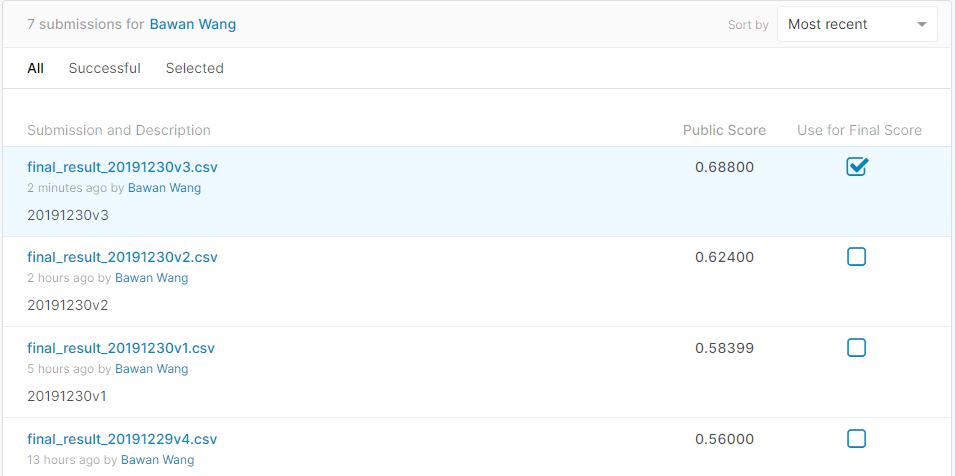 7 submissions for Bawan Wang
Sort by Most recent
All Successful Selected
Submission and Description Public Score Use for Final Score
final_result_20191230v3.csv 0.68800
2 minutes ago by Bawan Wang
20191230v3
final_result_20191230v2.csv 0.62400
2 hours ago by Bawan Wang
20191230v2
final_result_20191230v1.csv 0.58399
5 hours ago by Bawan Wang
20191230v1
final_result_20191229v4.csv 0.56000
13 hours ago by Bawan Wang